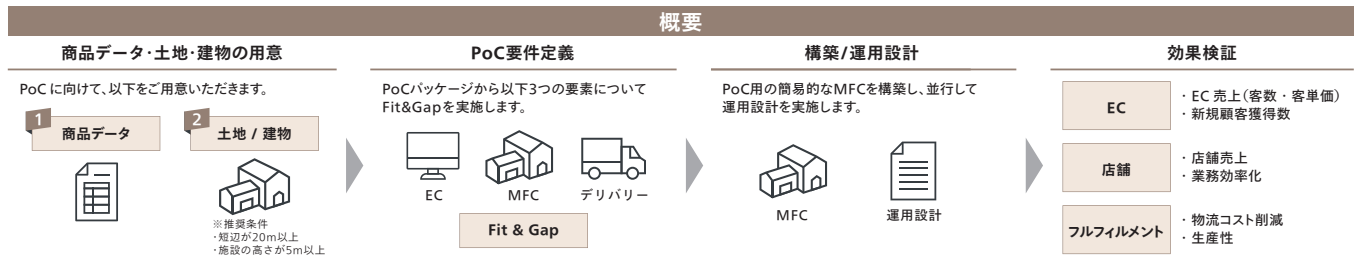 概要
商品データ・土地・建物の用意
PoC に向けて、以下をご用意いただきます。
1
商品データ
2
土地 / 建物
※推奨条件
・短辺が20m以上
・施設の高さが5m以上
PoC要件定義
PoCパッケージから以下3つの要素について
Fit&Gapを実施します。
EC
MFC
デリバリー
Fit & Gap
構築/運用設計
PoC用の簡易的なMFCを構築し、並行して
運用設計を実施します。
MFC
運用設計
効果検証
EC
・EC 売上(客数・客単価)
・新規顧客獲得数
店舗
・店舗売上
・業務効率化
フルフィルメント
・物流コスト削減
・生産性